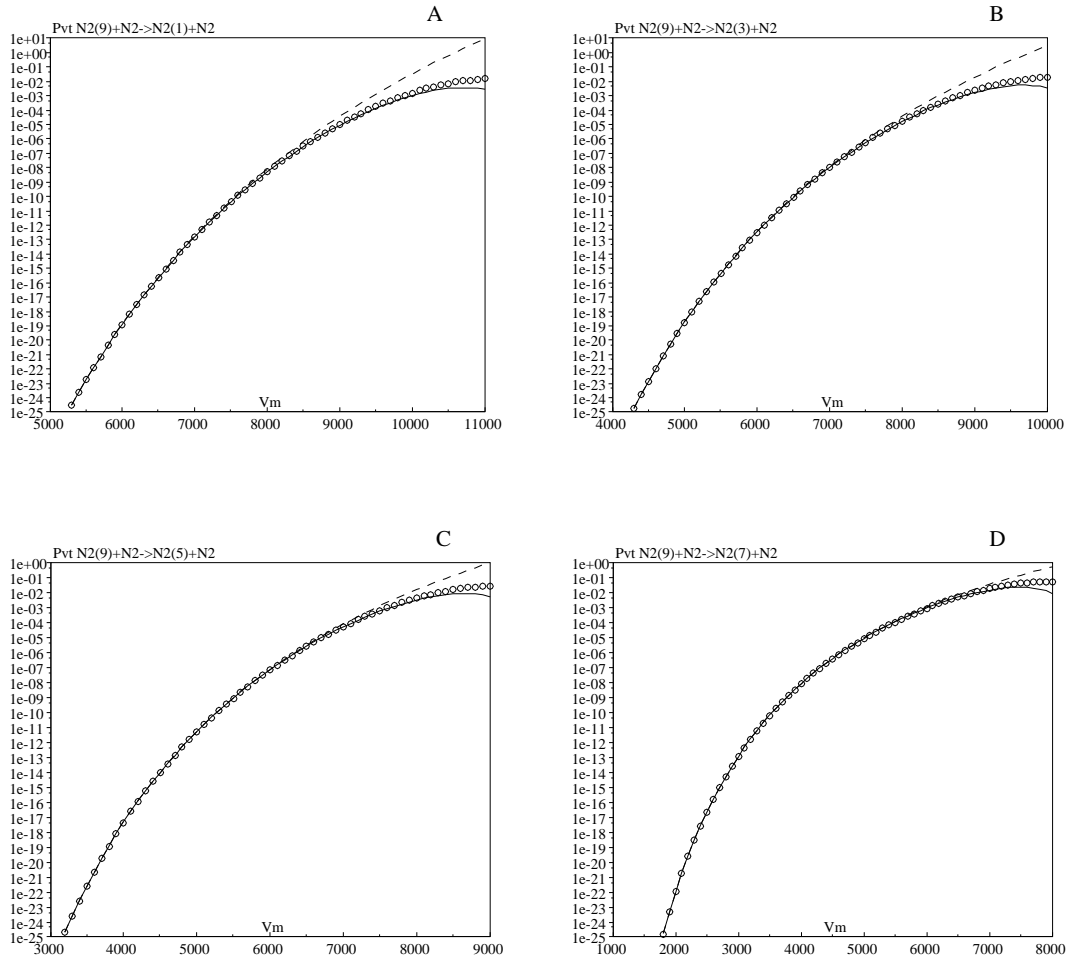 A
Pvt N2(9)+N2->N2(1)+N2
1e+01
1e+00
1e-01
1e-02
1e-03
1e-04
1e-05
1e-06
1e-07
1e-08
1e-09
1e-10
1e-11
1e-12
1e-13
1e-14
1e-15
1e-16
1e-17
1e-18
1e-19
1e-20
1e-21
1e-22
1e-23
1e-24
1e-25
Vm
5000 6000 7000 8000 9000 10000 11000
B
Pvt N2(9)+N2->N2(3)+N2
1e+01
1e+00
1e-01
1e-02
1e-03
1e-04
1e-05
1e-06
1e-07
1e-08
1e-09
1e-10
1e-11
1e-12
1e-13
1e-14
1e-15
1e-16
1e-17
1e-18
1e-19
1e-20
1e-21
1e-22
1e-23
1e-24
1e-25
Vm
4000 5000 6000 7000 8000 9000 10000
C
Pvt N2(9)+N2->N2(5)+N2
1e+00
1e-01
1e-02
1e-03
1e-04
1e-05
1e-06
1e-07
1e-08
1e-09
1e-10
1e-11
1e-12
1e-13
1e-14
1e-15
1e-16
1e-17
1e-18
1e-19
1e-20
1e-21
1e-22
1e-23
1e-24
1e-25
Vm
3000 4000 5000 6000 7000 8000 9000
D
Pvt N2(9)+N2->N2(7)+N2
1e+00
1e-01
1e-02
1e-03
1e-04
1e-05
1e-06
1e-07
1e-08
1e-09
1e-10
1e-11
1e-12
1e-13
1e-14
1e-15
1e-16
1e-17
1e-18
1e-19
1e-20
1e-21
1e-22
1e-23
1e-24
1e-25
Vm
1000 2000 3000 4000 5000 6000 7000 8000